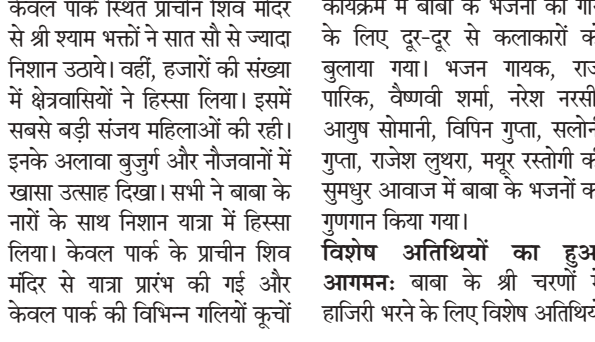 केवल पार्क स्थित प्राचीन शिव मंदिर
से श्री श्याम भक्तों ने सात सौ से ज्यादा
निशान उठाये। वहीं, हजारों की संख्या
में क्षेत्रवासियों ने हिस्सा लिया। इसमें
सबसे बड़ी संजय महिलाओं की रही।
इनके अलावा बुजुर्ग और नौजवानों में
खासा उत्साह दिखा। सभी ने बाबा के
नारों के साथ निशान यात्रा में हिस्सा
लिया। केवल पार्क के प्राचीन शिव
मंदिर से यात्रा प्रारंभ की गई और
केवल पार्क की विभिन्न गलियों कूचों
कार्यक्रम में बाबा के भजनों का
के लिए दूर-दूर से कलाकारों
बुलाया गया। भजन गायक,
पारिक, वैष्णवी शर्मा, नरेश नरसी
आयुष सोमानी, विपिन गुप्ता, सलोनी
गुप्ता, राजेश लुथरा, मयूर रस्तोगी
सुमधुर आवाज में बाबा के भजनों
गुणगान किया गया।
विशेष अतिथियों का
आगमनः बाबा के श्री चरणों
हाजिरी भरने के लिए विशेष